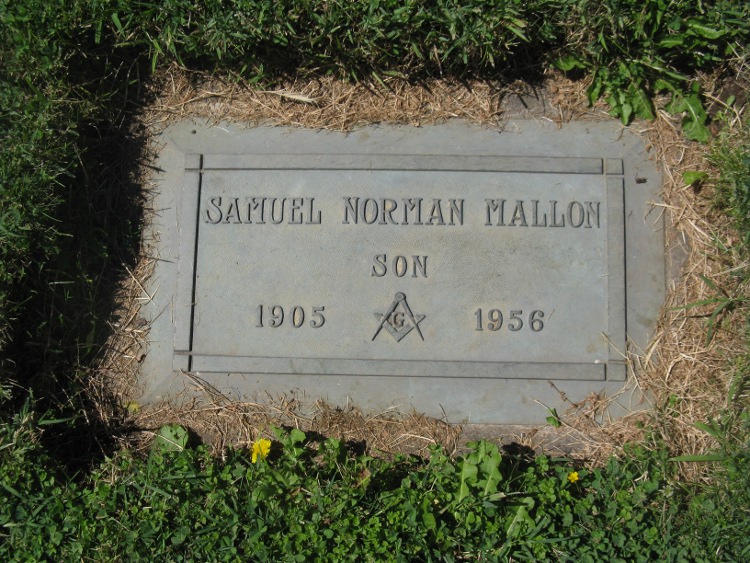 SAMUEL NORMAN MALLON
SON
1905 G 1956